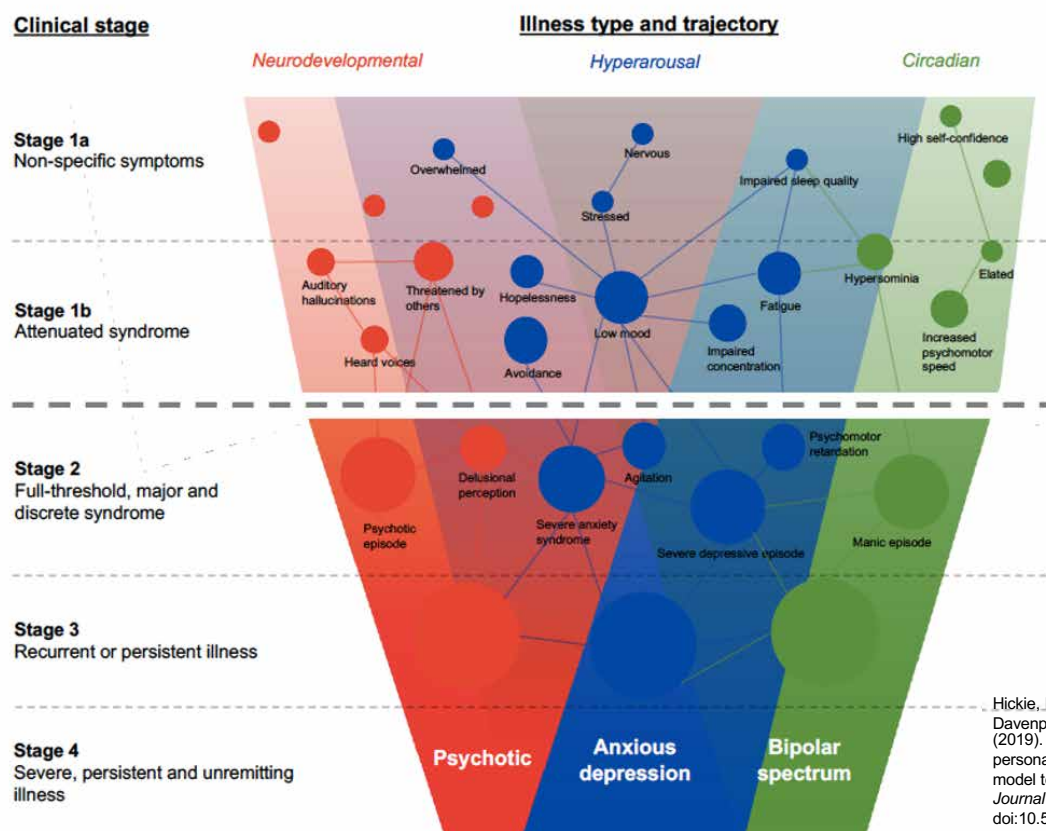 Clinical stage
Illness type and trajectory
Neurodevelopmental
Hyperarousal
Circadian
Stage 1a
Non-specific symptoms
High self-confidence
Nervous
Overwhelmed
Impaired sleep quality
Stressed
Stage 1b
Attenuated syndrome
Auditory
hallucinations
Threatened by
others
Hopelessness
Low mood
Fatigue
Hypersominia
Elated
Heard voices
Avoidance
Impaired
concentration
Increased
psychomotor
speed
Stage 2
Full-threshold, major and
discrete syndrome
Psychotic
episode
Delusional
perception
Severe anxiety
syndrome
Agitation
Psychomotor
retardation
Severe depressive episode
Manic episode
Stage 3
Recurrent or persistent illness
Stage 4
Severe, persistent and unremitting
illness
Psychotic
Anxious
depression
Bipolar
spectrum
Hickie,
Davenp
(2019).
persona
model t
Journal
doi:10.5